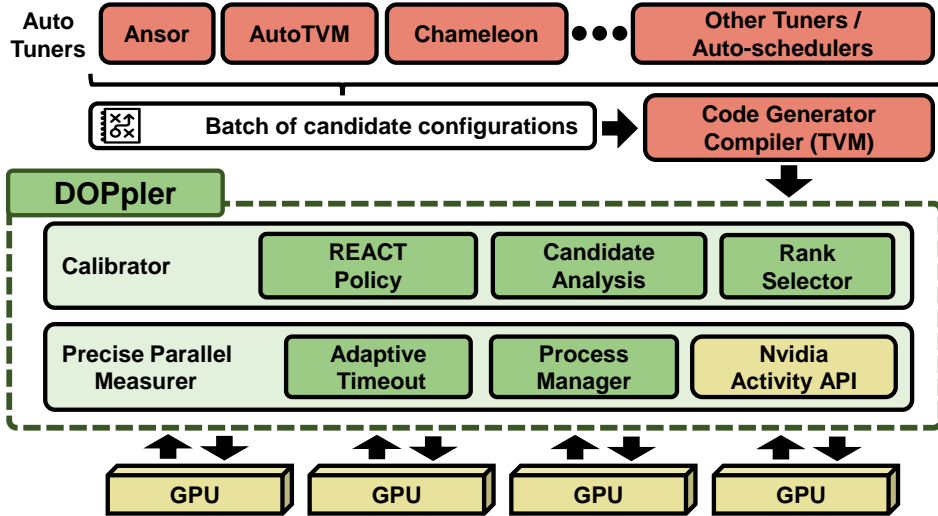 Auto
Tuners
Ansor
AutoTVM
Chameleon
Other Tuners /
Auto-schedulers
Batch of candidate configurations
Code Generator
Compiler (TVM)
DOPpler
Calibrator
REACT
Policy
Candidate
Analysis
Rank
Selector
Precise Parallel
Measurer
Adaptive
Timeout
Process
Manager
Nvidia
Activity API
GPU
GPU
GPU
GPU